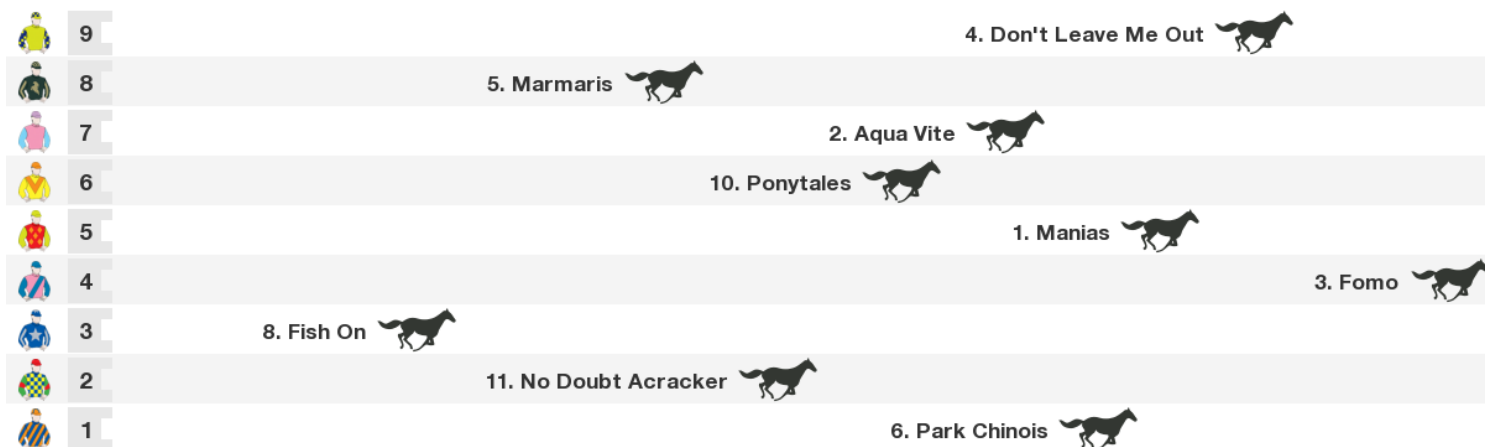 9 4. Don't Leave Me Out
8 5. Marmaris
7 2. Aqua Vite
6 10. Ponytales
5 1. Manias
4 3. Fomo
3 8. Fish On
2 11. No Doubt Acracker
1 6. Park Chinois